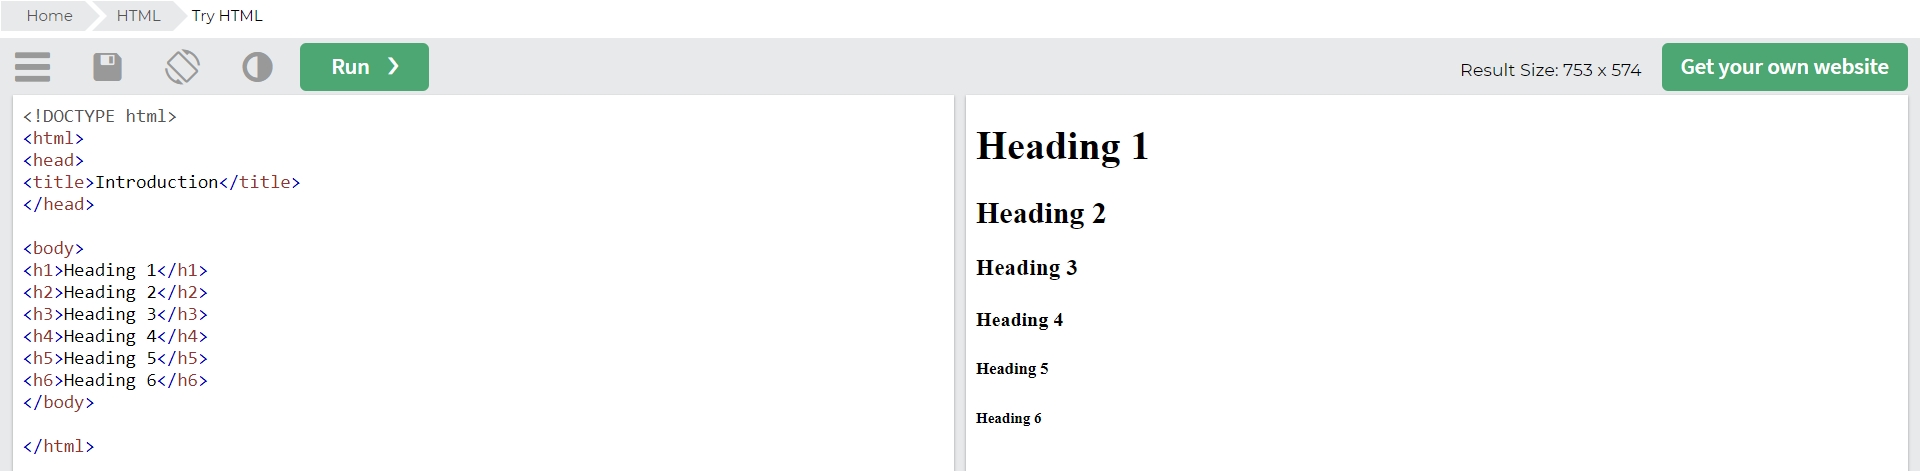 Home HTML Try HTML
Run ❯ Result Size: 753 x 574 Get your own website
<!DOCTYPE html>
<html>
<head>
<title>Introduction</title>
</head>
<body>
<h1>Heading 1</h1>
<h2>Heading 2</h2>
<h3>Heading 3</h3>
<h4>Heading 4</h4>
<h5>Heading 5</h5>
<h6>Heading 6</h6>
</body>
</html>
Heading 1
Heading 2
Heading 3
Heading 4
Heading 5
Heading 6